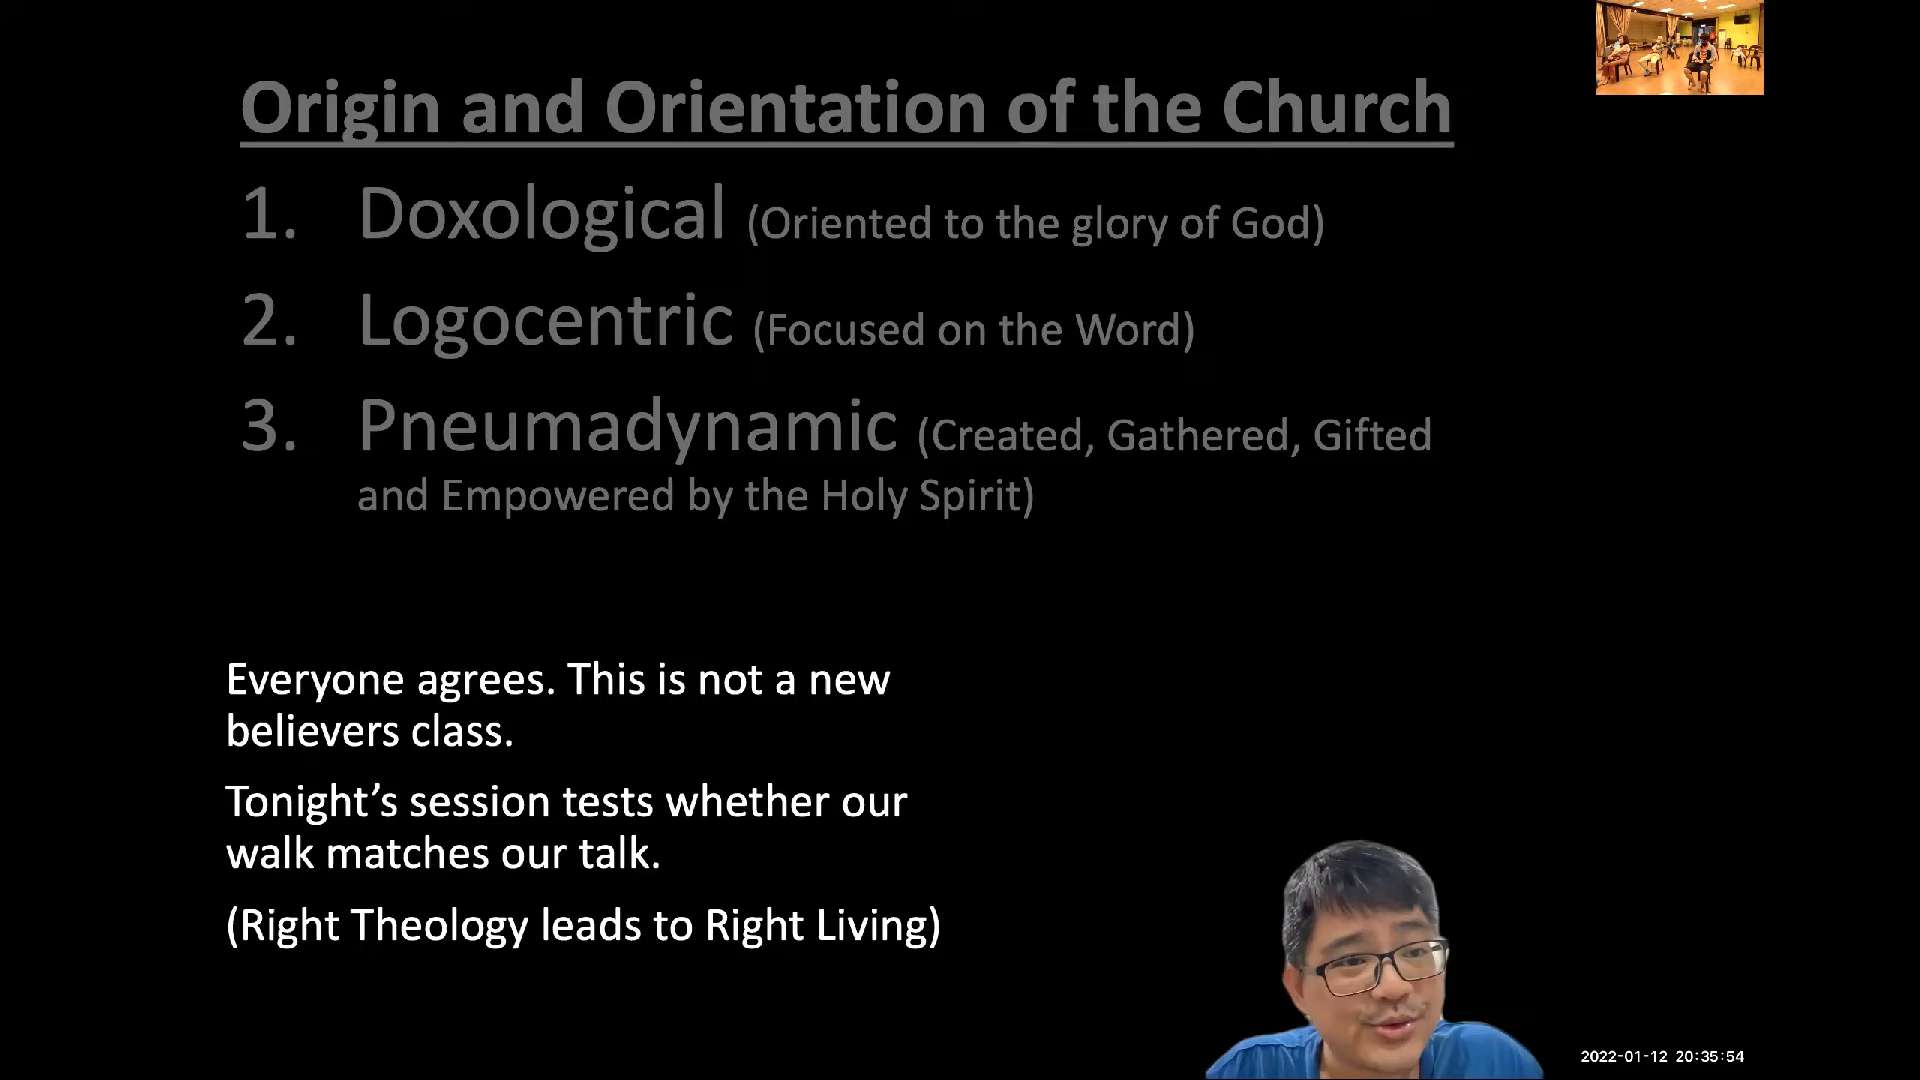 Origin and Orientation of the Church
1. Doxological (Oriented to the glory of God)
2. Logocentric (Focused on the Word)
3. Pneumadynamic (Created, Gathered, Gifted
and Empowered by the Holy Spirit)
Everyone agrees. This is not a new
believers class.
Tonight’s session tests whether our
walk matches our talk.
(Right Theology leads to Right Living)
2022-01-12 20:35:54